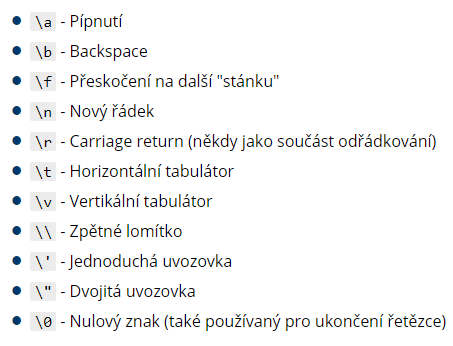 \a - Pípnutí
\b - Backspace
\f - Přeskočení na další "stánku"
\n - Nový řádek
\r - Carriage return (někdy jako součást odřádkování)
\t - Horizontální tabulátor
\v - Vertikální tabulátor
\\ - Zpětné lomítko
\' - Jednoduchá uvozovka
\" - Dvojitá uvozovka
\0 - Nulový znak (také používaný pro ukončení řetězce)